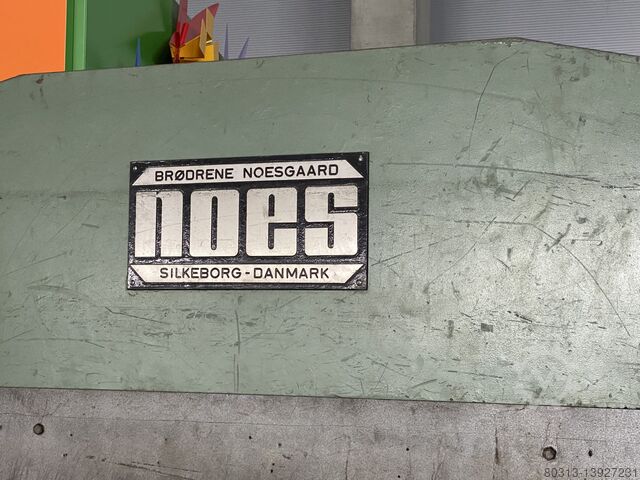 BRØDRENE NOESGAARD
noes
SILKEBORG-DANMARK
80313-13927231